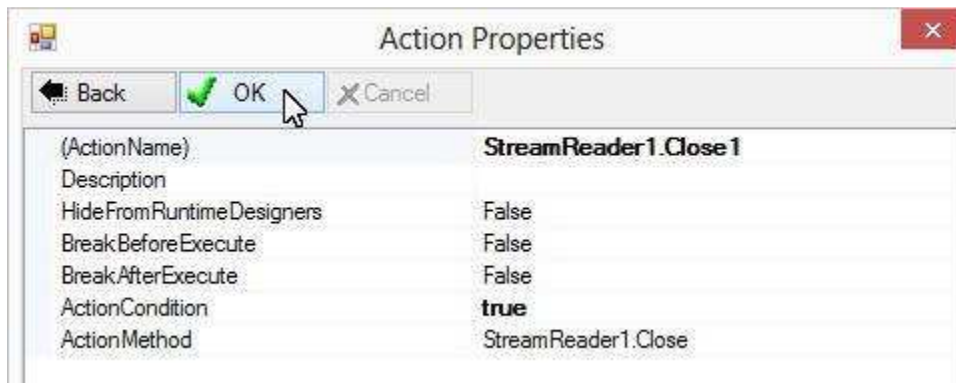 Action Properties
Back OK Cancel
(ActionName) StreamReader1.Close1
Description
HideFromRuntimeDesigners False
BreakBeforeExecute False
BreakAfterExecute False
ActionCondition true
ActionMethod StreamReader1.Close